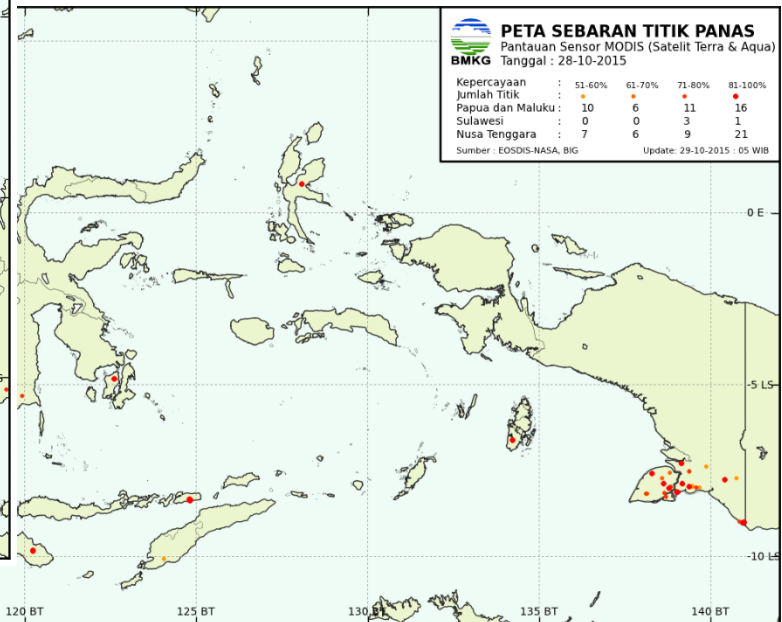 PETA SEBARAN TITIK PANAS
Pantauan Sensor MODIS (Satelit Terra & Aqua)
BMKG Tanggal : 28-10-2015
Kepercayaan : 51-60% 61-70% 71-80% 81-100%
Jumlah Titik :
Papua dan Maluku : 10 6 11 16
Sulawesi : 0 0 3 1
Nusa Tenggara : 7 6 9 21
Sumber : EOSDIS-NASA, BIG Update: 29-10-2015 : 05 WIB
0 E
-5 LS
-10 LS
120 BT 125 BT 130 BT 135 BT 140 BT